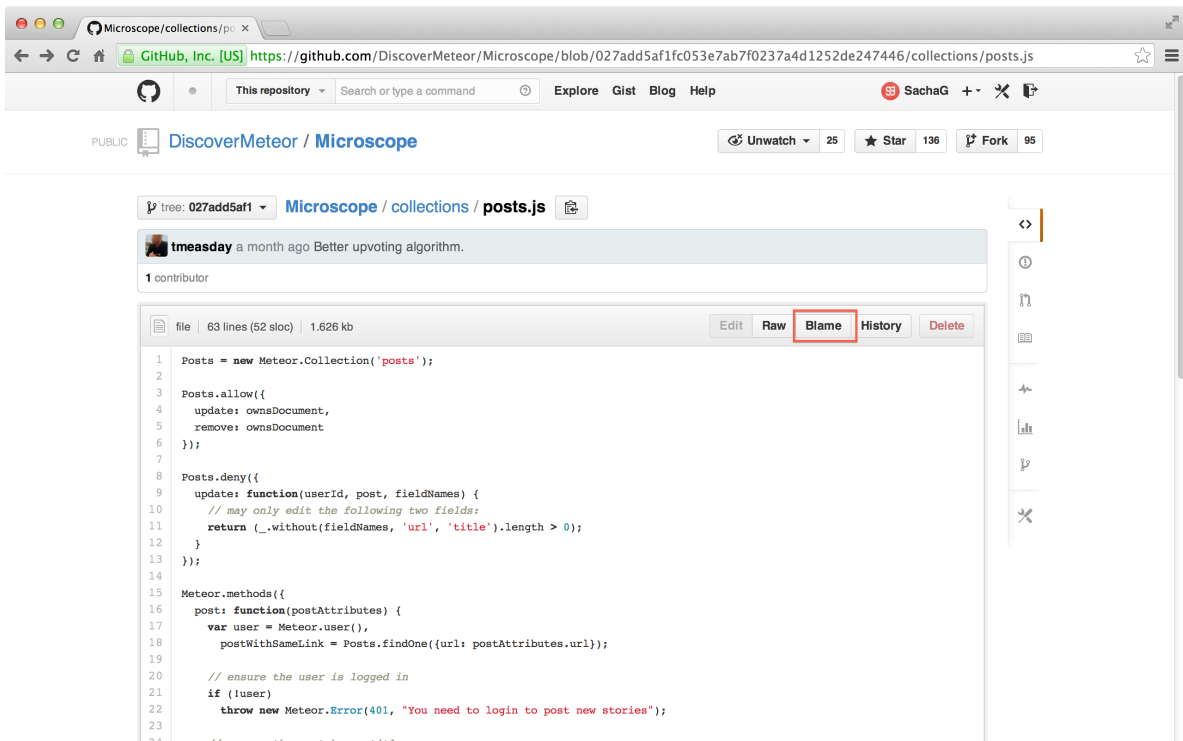 Microscope/collections/po
GitHub, Inc. [US] https://github.com/DiscoverMeteor/Microscope/blob/027add5af1fc053e7ab7f0237a4d1252de247446/collections/posts.js
This repository Search or type a command Explore Gist Blog Help SachaG
PUBLIC DiscoverMeteor / Microscope Unwatch 25 Star 136 Fork 95
tree: 027add5af1 Microscope / collections / posts.js
tmeasday a month ago Better upvoting algorithm.
1 contributor
file 63 lines (52 sloc) 1.626 kb Edit Raw Blame History Delete
1 Posts = new Meteor.Collection('posts');
2
3 Posts.allow({
4 update: ownsDocument,
5 remove: ownsDocument
6 });
7
8 Posts.deny({
9 update: function(userId, post, fieldNames) {
10 // may only edit the following two fields:
11 return (_.without(fieldNames, 'url', 'title').length > 0);
12 }
13 });
14
15 Meteor.methods({
16 post: function(postAttributes) {
17 var user = Meteor.user(),
18 postWithSameLink = Posts.findOne({url: postAttributes.url});
19
20 // ensure the user is logged in
21 if (!user)
22 throw new Meteor.Error(401, "You need to login to post new stories");
23